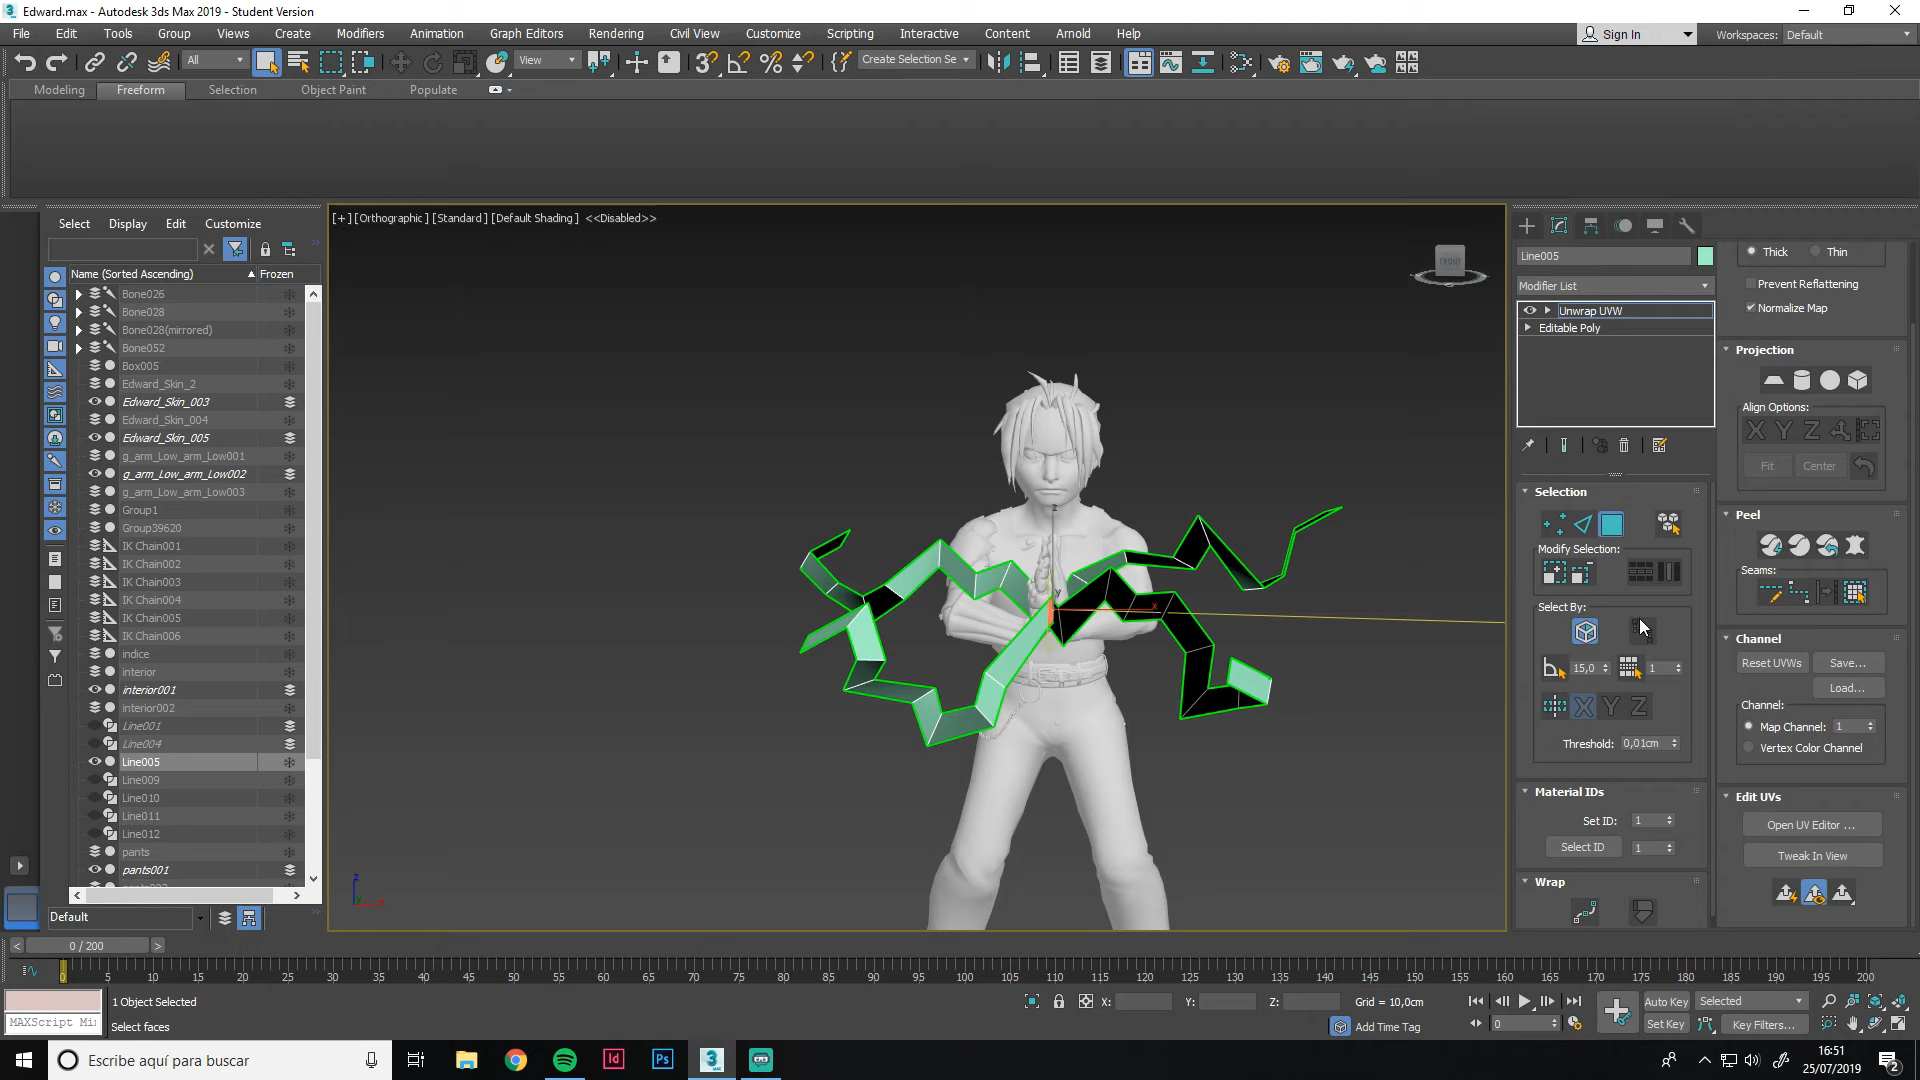 Edward.max - Autodesk 3ds Max 2019 - Student Version
File Edit Tools Group Views Create Modifiers Animation Graph Editors Rendering Civil View Customize Scripting Interactive Content Arnold Help
Sign In
Workspaces: Default
All
View
Create Selection Se
Modeling Freeform Selection Object Paint Populate
Select Display Edit Customize
Name (Sorted Ascending) Frozen
Bone026
Bone028
Bone028(mirrored)
Bone052
Box005
Edward_Skin_2
Edward_Skin_003
Edward_Skin_004
Edward_Skin_005
g_arm_Low_arm_Low001
g_arm_Low_arm_Low002
g_arm_Low_arm_Low003
Group1
Group39620
IK Chain001
IK Chain002
IK Chain003
IK Chain004
IK Chain005
IK Chain006
indice
interior
interior001
interior002
Line001
Line004
Line005
Line009
Line010
Line011
Line012
pants
pants001
Default
[+] [Orthographic] [Standard] [Default Shading] <<Disabled>>
FRONT
z
y
x
z
Line005
Modifier List
Unwrap UVW
Editable Poly
Selection
Modify Selection:
Select By:
15,0
1
X Y Z
Threshold: 0,01cm
Material IDs
Set ID: 1
Select ID 1
Wrap
Thick Thin
Prevent Reflattening
Normalize Map
Projection
Align Options:
X Y Z
Fit Center
Peel
Seams:
Channel
Reset UVWs Save...
Load...
Channel:
Map Channel: 1
Vertex Color Channel
Edit UVs
Open UV Editor ...
Tweak In View
< 0 / 200 >
0 5 10 15 20 25 30 35 40 45 50 55 60 65 70 75 80 85 90 95 100 105 110 115 120 125 130 135 140 145 150 155 160 165 170 175 180 185 190 195 200
1 Object Selected
X: Y: Z: Grid = 10,0cm
Auto Key Selected
MAXScript Mi
Select faces
Add Time Tag
0
Set Key Key Filters...
Escribe aquí para buscar
Id
Ps
3
16:51
25/07/2019
2